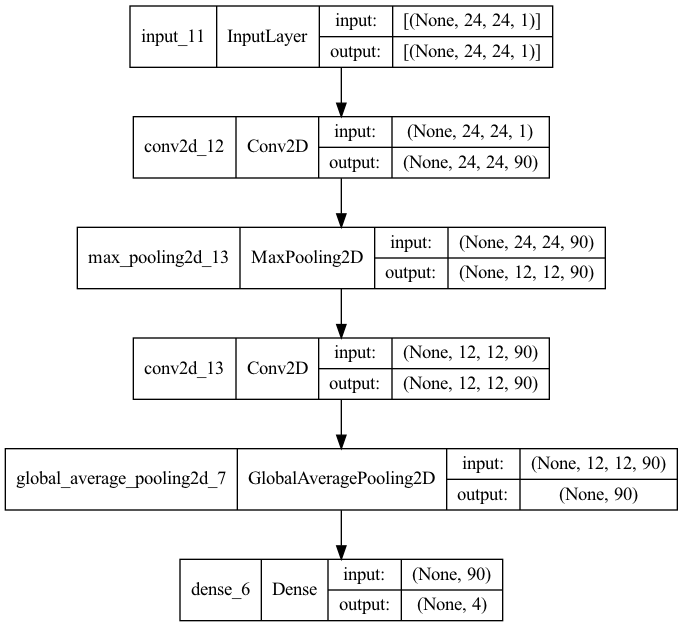 input_11 InputLayer input: [(None, 24, 24, 1)]
output: [(None, 24, 24, 1)]
conv2d_12 Conv2D input: (None, 24, 24, 1)
output: (None, 24, 24, 90)
max_pooling2d_13 MaxPooling2D input: (None, 24, 24, 90)
output: (None, 12, 12, 90)
conv2d_13 Conv2D input: (None, 12, 12, 90)
output: (None, 12, 12, 90)
global_average_pooling2d_7 GlobalAveragePooling2D input: (None, 12, 12, 90)
output: (None, 90)
dense_6 Dense input: (None, 90)
output: (None, 4)